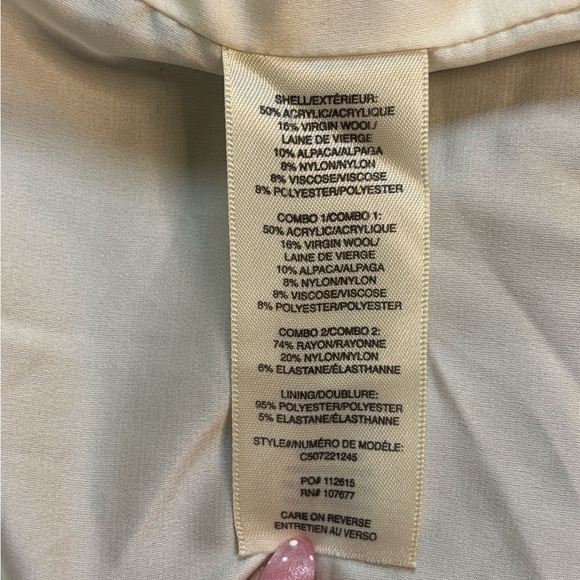 SHELL/EXTÉRIEUR:
50% ACRYLIC/ACRYLIQUE
16% VIRGIN WOOL/
LAINE DE VIERGE
10% ALPACA/ALPAGA
8% NYLON/NYLON
8% VISCOSE/VISCOSE
8% POLYESTER/POLYESTER
COMBO 1/COMBO 1:
50% ACRYLIC/ACRYLIQUE
16% VIRGIN WOOL/
LAINE DE VIERGE
10% ALPACA/ALPAGA
8% NYLON/NYLON
8% VISCOSE/VISCOSE
8% POLYESTER/POLYESTER
COMBO 2/COMBO 2:
74% RAYON/RAYONNE
20% NYLON/NYLON
6% ELASTANE/ÉLASTHANNE
LINING/DOUBLURE:
95% POLYESTER/POLYESTER
5% ELASTANE/ÉLASTHANNE
STYLE#/NUMÉRO DE MODÈLE:
C507221245
PO# 112615
RN# 107677
CARE ON REVERSE
ENTRETIEN AU VERSO